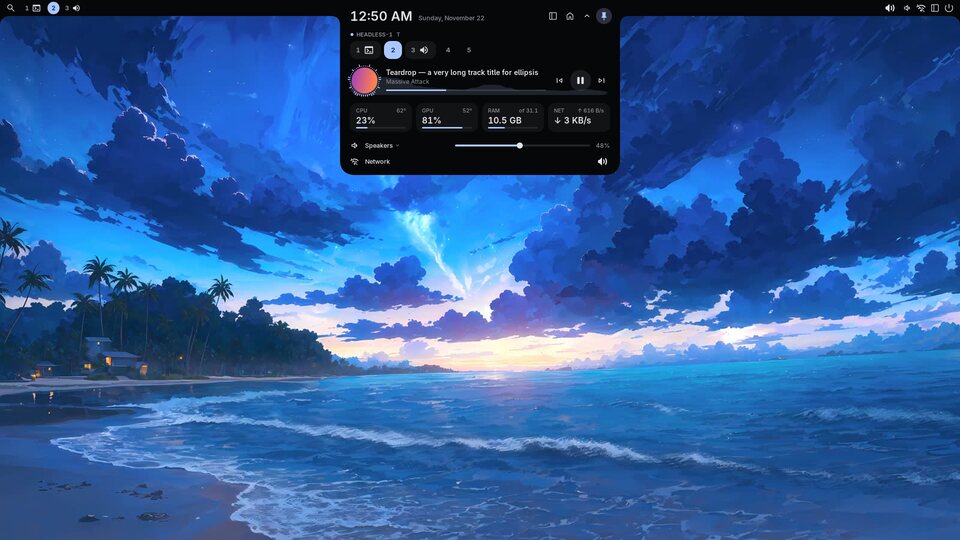 1 2 3
12:50 AM Sunday, November 22
HEADLESS-1 T
1 2 3 4 5
Teardrop — a very long track title for ellipsis
Massive Attack
CPU 62° GPU 52° RAM of 31.1 NET ↑ 616 B/s
23% 81% 10.5 GB ↓ 3 KB/s
Speakers 48%
Network